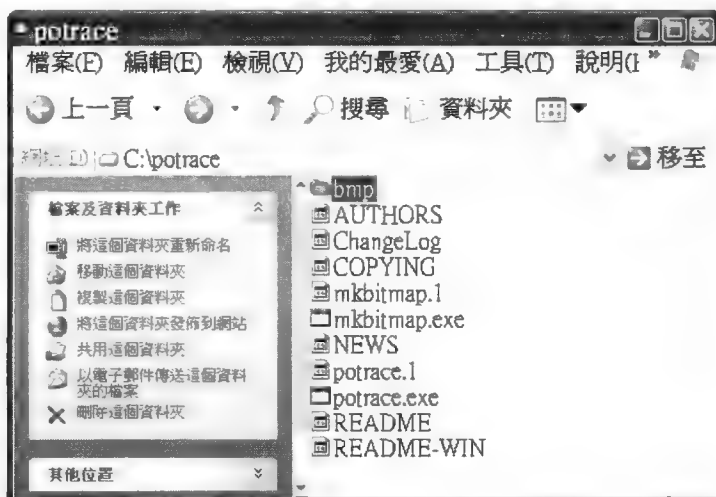 potrace
檔案(F) 編輯(E) 檢視(V) 我的最愛(A) 工具(T) 說明(H »
上一頁 搜尋 資料夾
網址(D) C:\potrace 移至
檔案及資料夾工作
將這個資料夾重新命名
移動這個資料夾
複製這個資料夾
將這個資料夾發佈到網站
共用這個資料夾
以電子郵件傳送這個資料
夾的檔案
刪除這個資料夾
其他位置
bmp
AUTHORS
ChangeLog
COPYING
mkbitmap.1
mkbitmap.exe
NEWS
potrace.1
potrace.exe
README
README-WIN